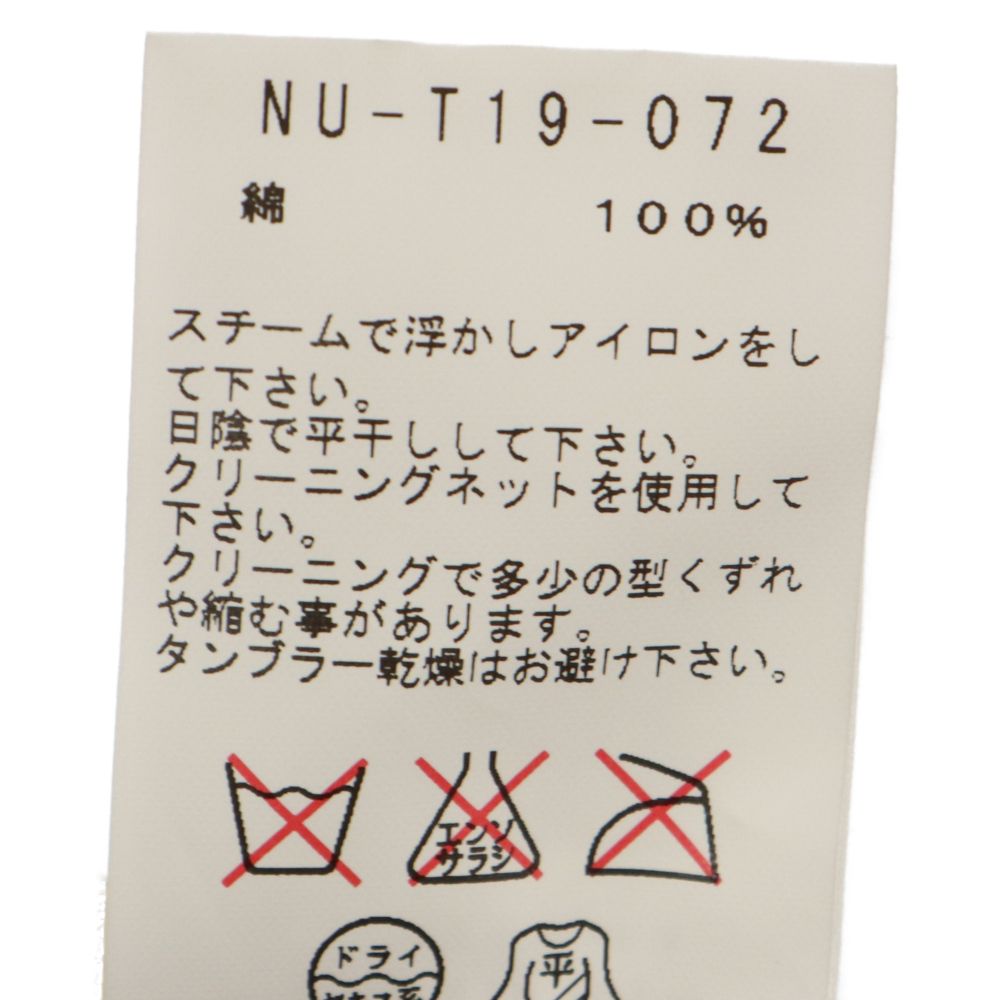 NU-T19-072
綿 100%
スチームで浮かしアイロンをし
て下さい。
日陰で平干しして下さい。
クリーニングネットを使用して
下さい。
クリーニングで多少の型くずれ
や縮む事があります。
タンブラー乾燥はお避け下さい。
エンソ
サラシ
ドライ
平